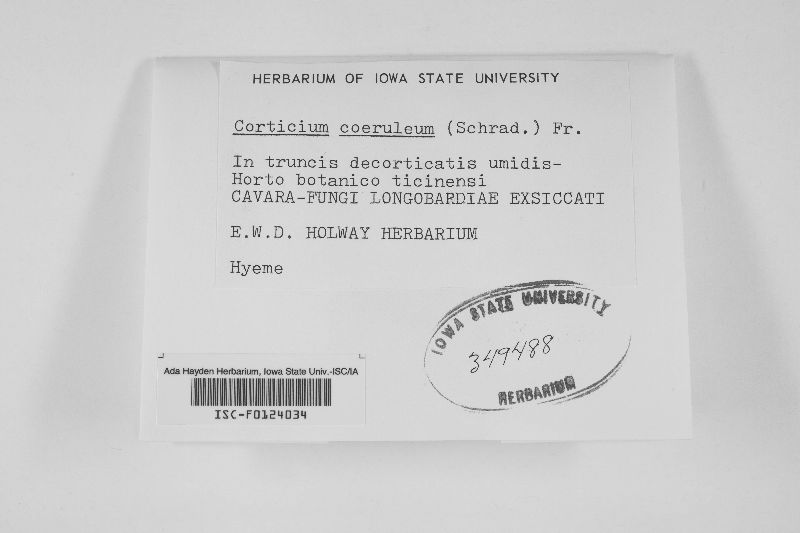 HERBARIUM OF IOWA STATE UNIVERSITY
Corticium coeruleum (Schrad.) Fr.
In truncis decorticatis umidis-
Horto botanico ticinensi
CAVARA-FUNGI LONGOBARDIAE EXSICCATI
E.W.D. HOLWAY HERBARIUM
Hyeme
IOWA STATE UNIVERSITY
349488
HERBARIUM
Ada Hayden Herbarium, Iowa State Univ.-ISC/IA
ISC-F0124034